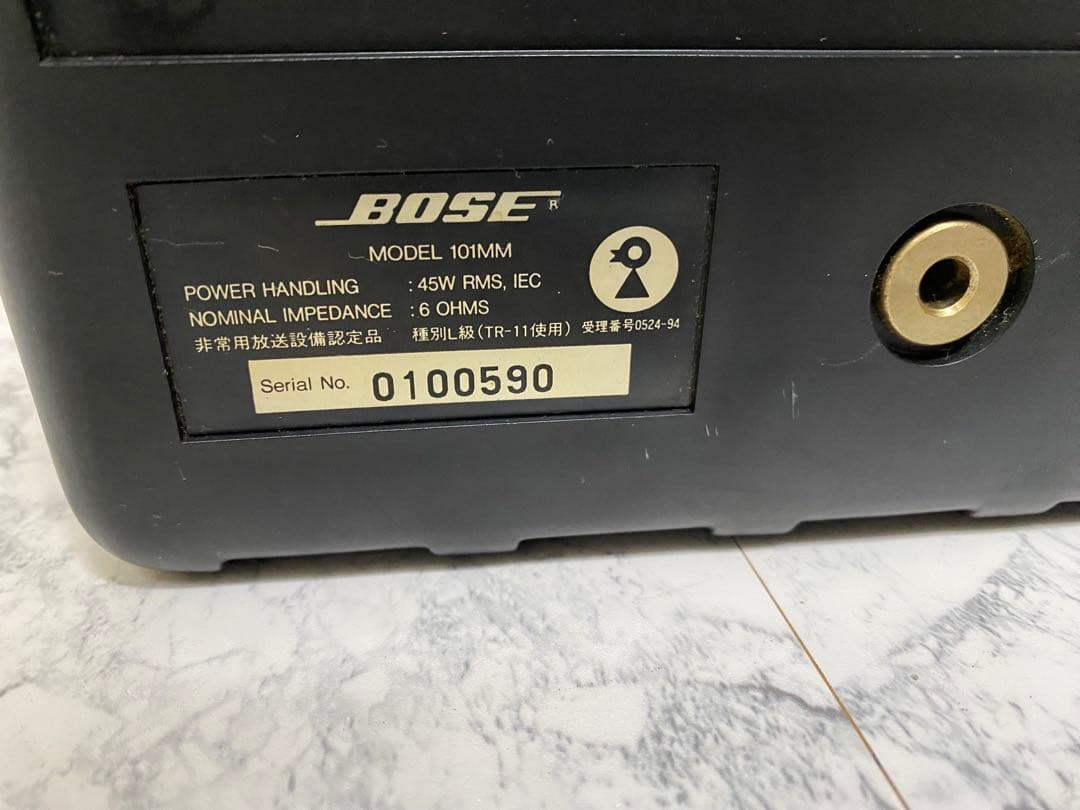 BOSE®
MODEL 101MM
POWER HANDLING : 45W RMS, IEC
NOMINAL IMPEDANCE : 6 OHMS
非常用放送設備認定品 種別L級(TR-11使用) 受理番号0524-94
Serial No. 0100590